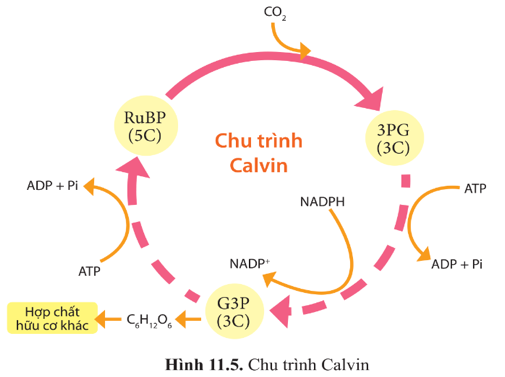 CO₂
RuBP
(5C)
3PG
(3C)
Chu trình
Calvin
ADP + Pi
ATP
NADPH
ATP
ADP + Pi
NADP⁺
G3P
(3C)
C₆H₁₂O₆
Hợp chất
hữu cơ khác
Hình 11.5. Chu trình Calvin